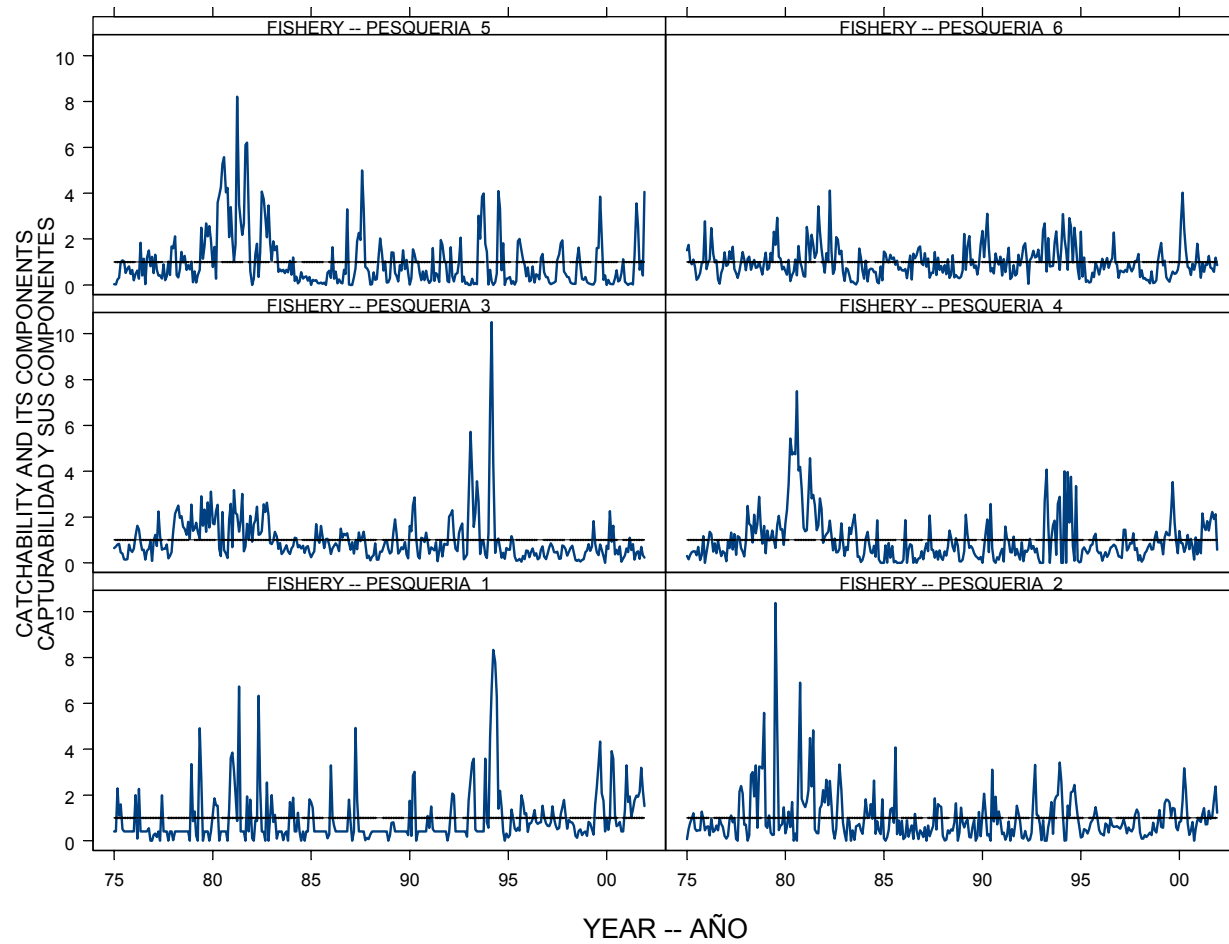 FISHERY -- PESQUERIA 5
FISHERY -- PESQUERIA 6
10
8
6
4
2
0
FISHERY -- PESQUERIA 3
FISHERY -- PESQUERIA 4
10
8
6
4
2
0
FISHERY -- PESQUERIA 1
FISHERY -- PESQUERIA 2
10
8
6
4
2
0
CATCHABILITY AND ITS COMPONENTS
CAPTURABILIDAD Y SUS COMPONENTES
75 80 85 90 95 00
75 80 85 90 95 00
YEAR -- AÑO